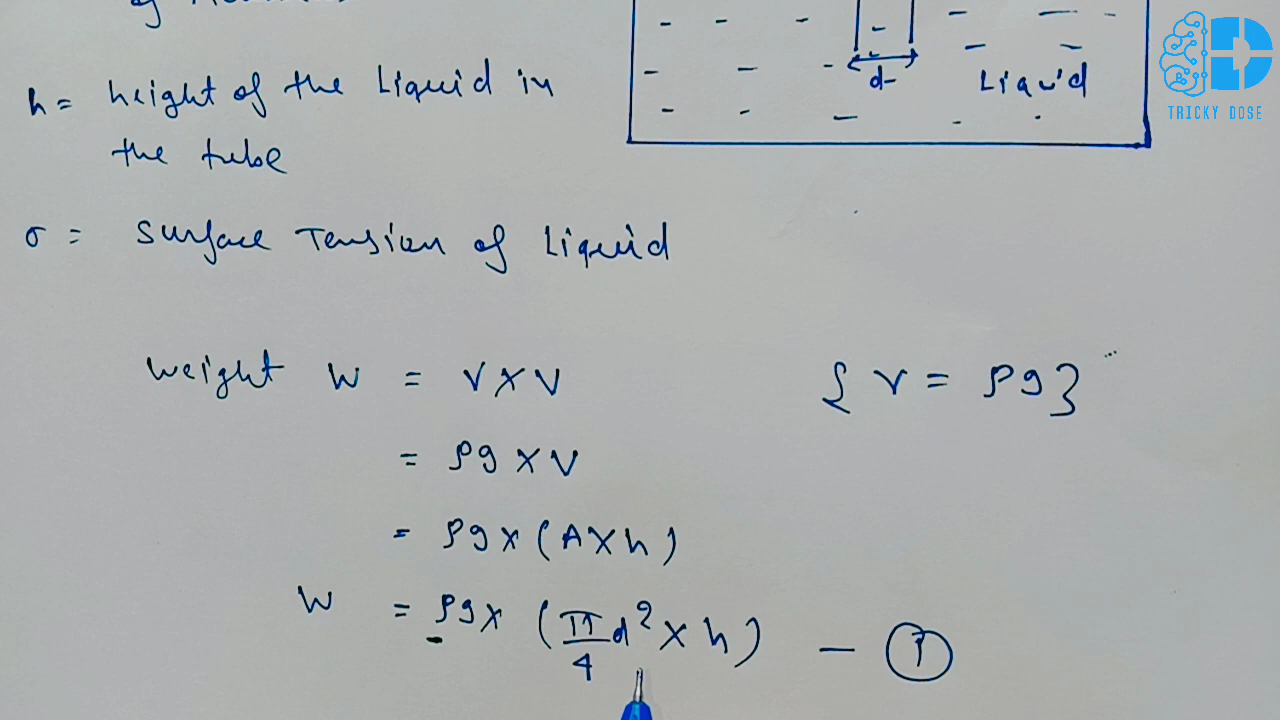 h = height of the Liquid in
the tube
σ = Surface Tension of Liquid
d
Liquid
TRICKY DOSE
Weight W = γ × V
{ γ = ρg }
= ρg × V
= ρg × (A × h)
W = ρg × (π/4 d² × h) — ①